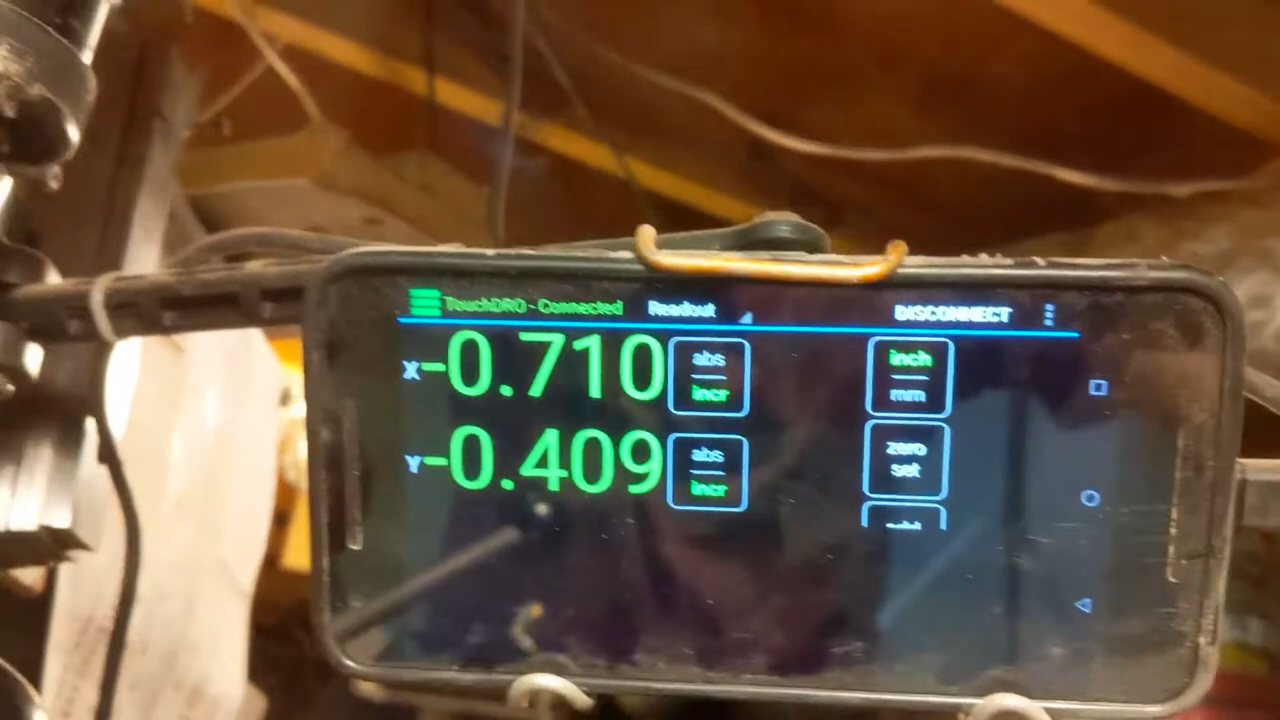 TouchDRO - Connected Readout DISCONNECT
X -0.710 abs incr inch mm
Y -0.409 abs incr zero set